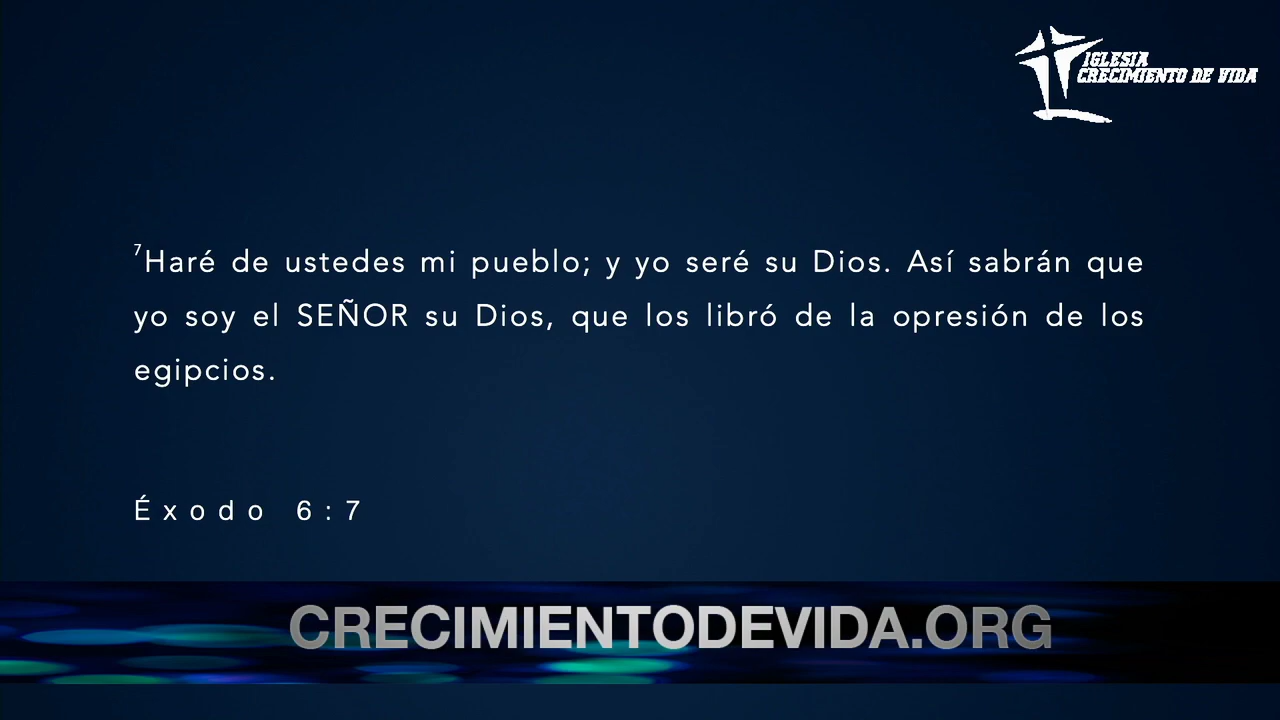 IGLESIA
CRECIMIENTO DE VIDA
⁷Haré de ustedes mi pueblo; y yo seré su Dios. Así sabrán que
yo soy el SEÑOR su Dios, que los libró de la opresión de los
egipcios.
Éxodo 6:7
CRECIMIENTODEVIDA.ORG